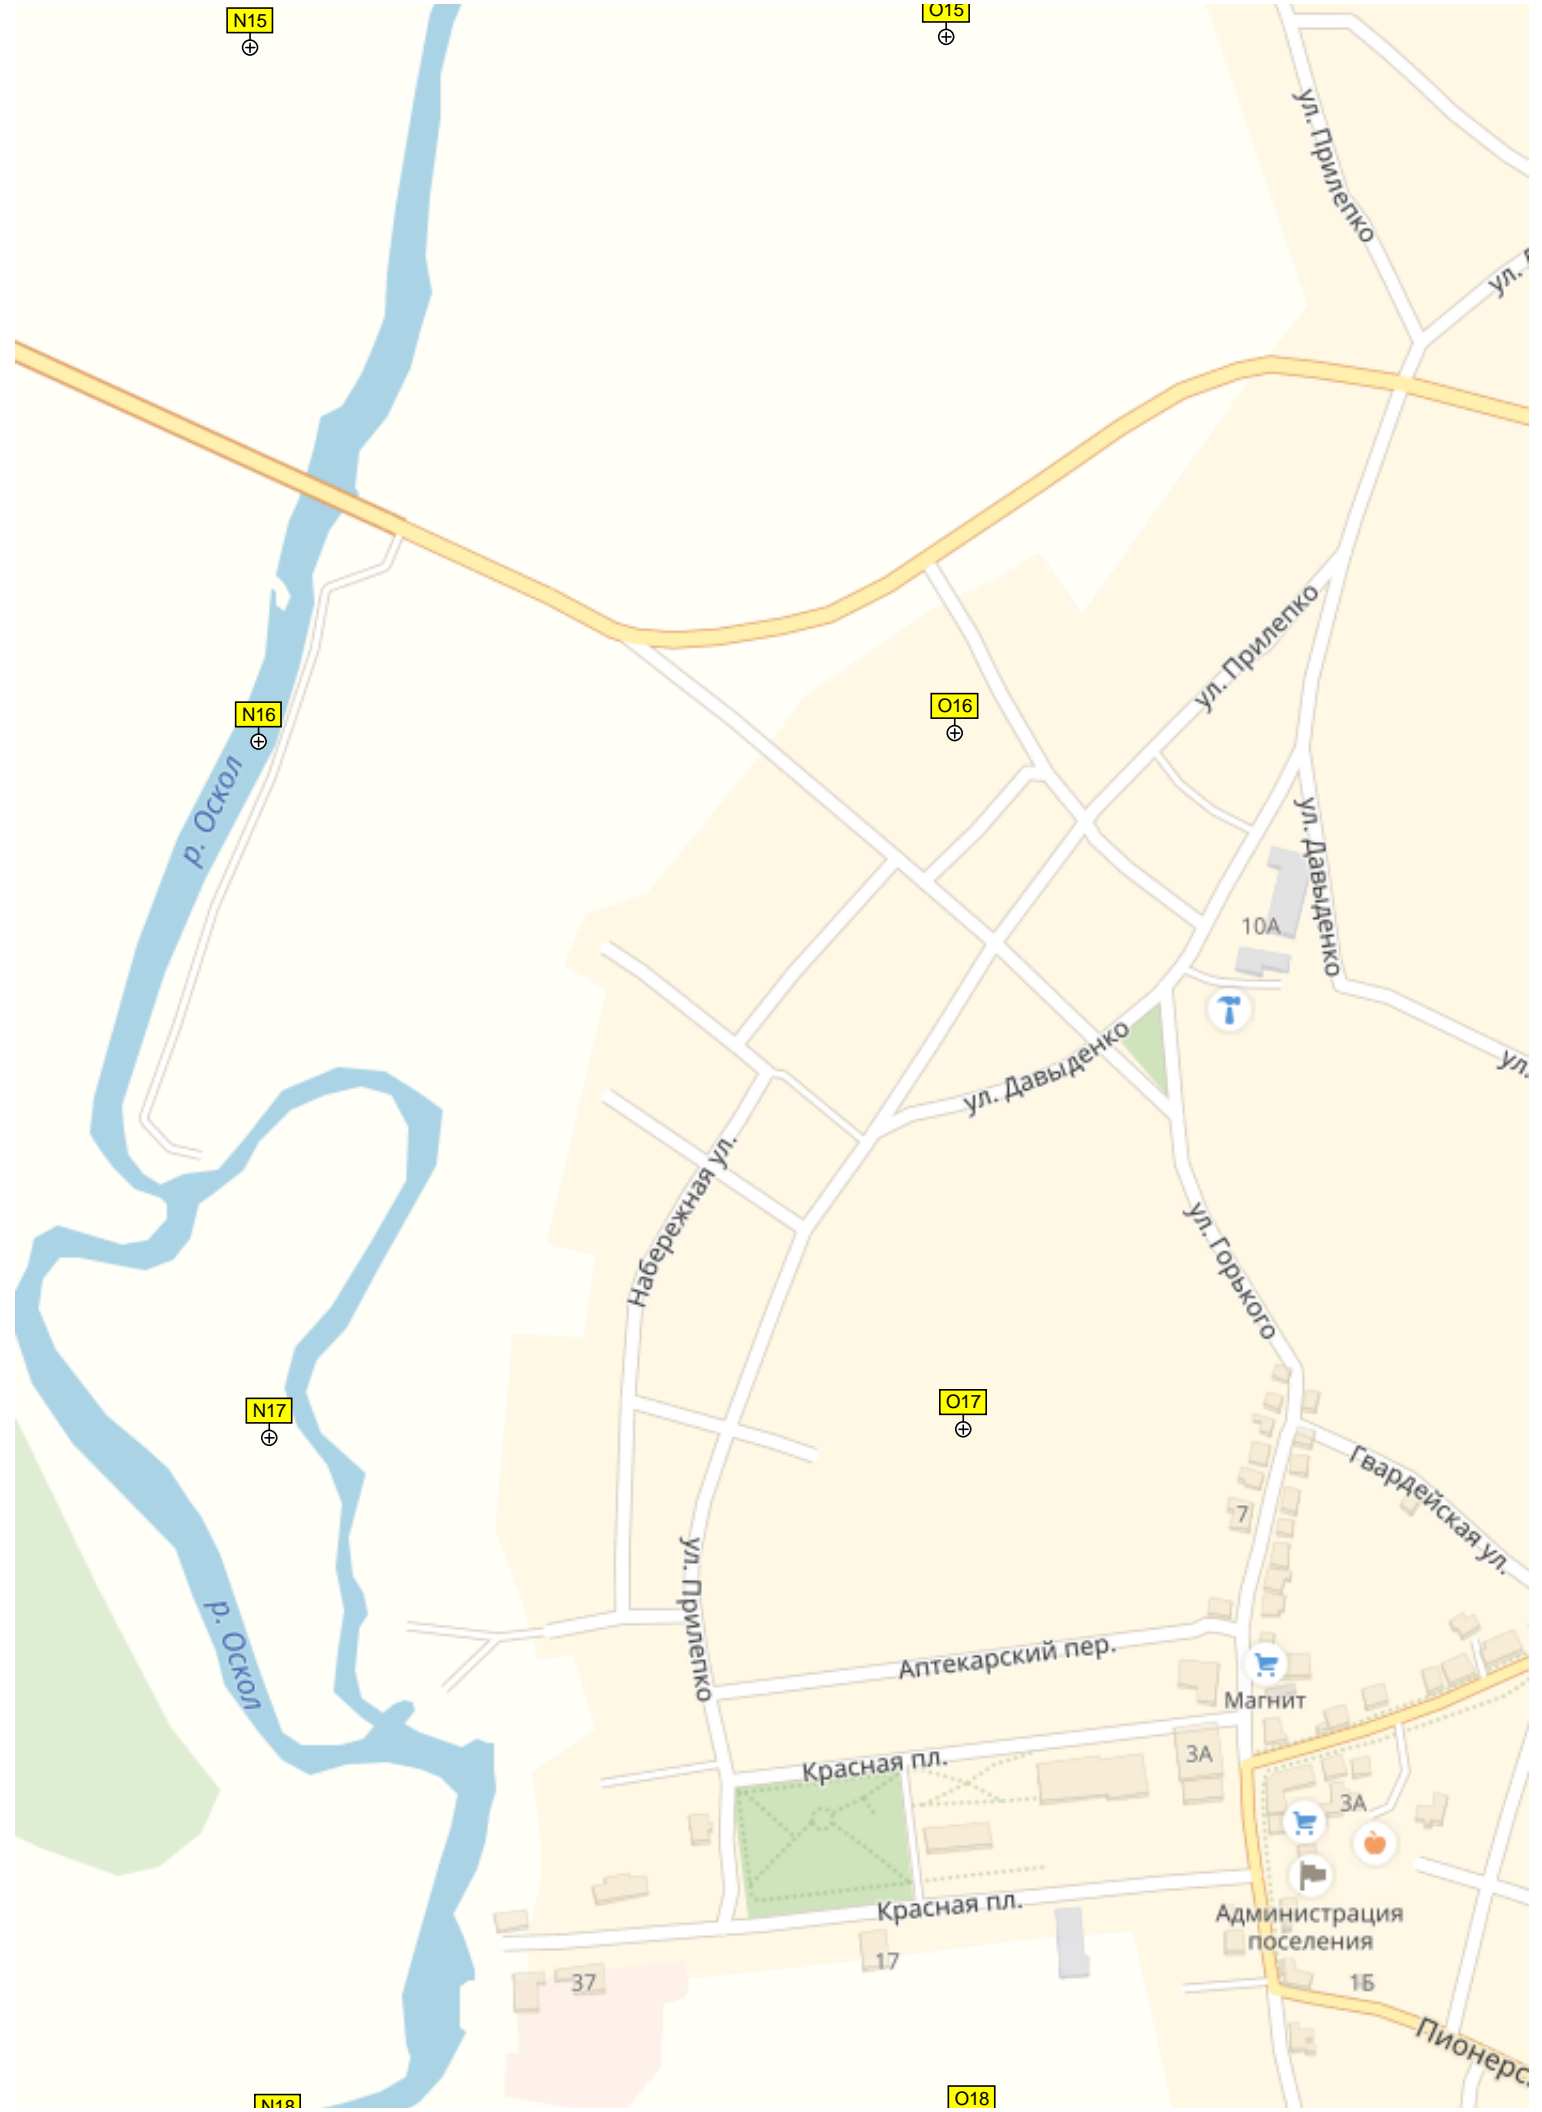 N15
O15
ул. Прилепко
ул.
ул. Прилепко
N16
O16
р. Оскол
ул. Давыденко
10А
ул. Давыденко
ул.
Набережная ул.
ул. Горького
N17
O17
Гвардейская ул.
7
ул. Прилепко
р. Оскол
Аптекарский пер.
Магнит
Красная пл.
3А
3А
Красная пл.
Администрация
поселения
17
37
1Б
Пионерс
N18
O18